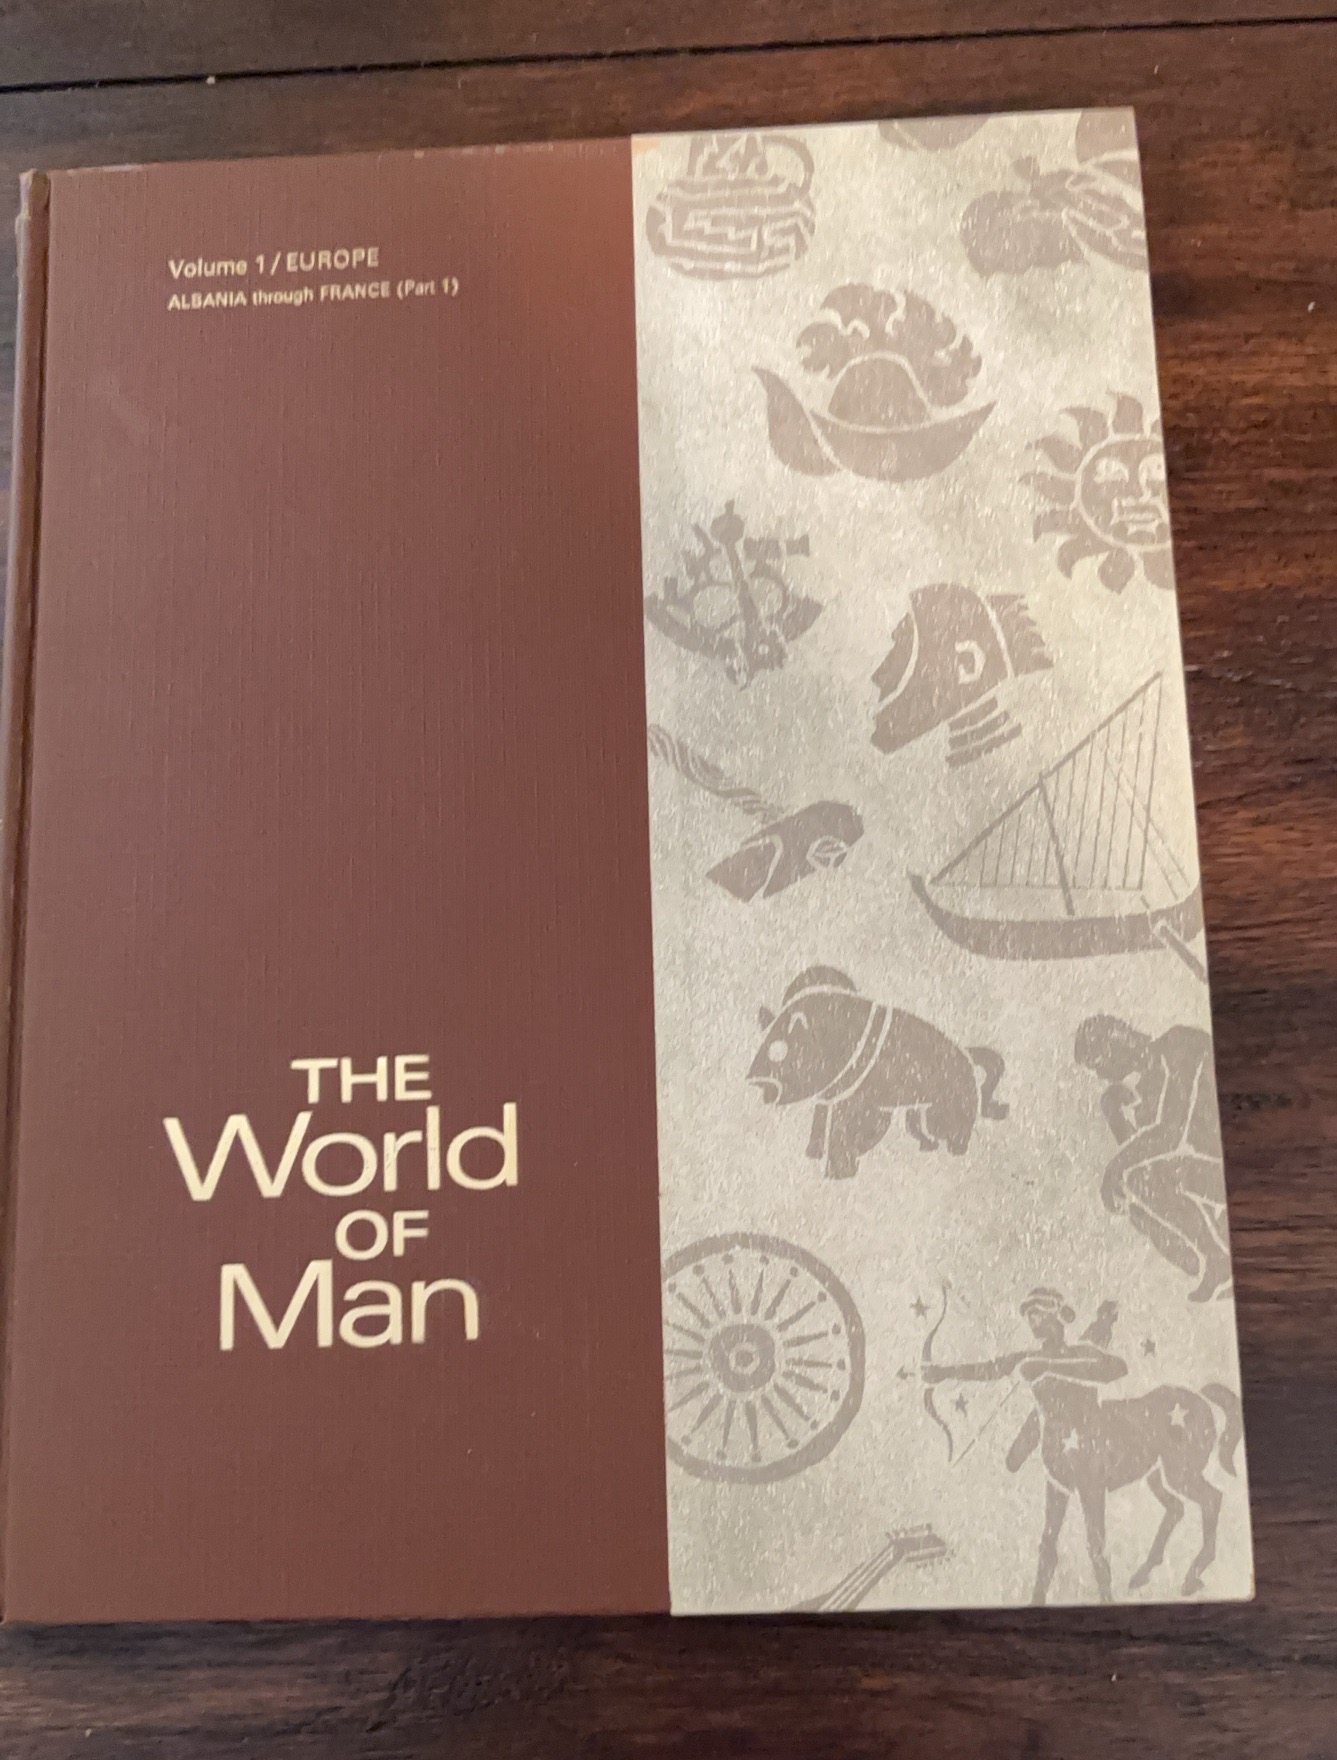 Volume 1 / EUROPE
ALBANIA through FRANCE (Part 1)
THE
World
OF
Man